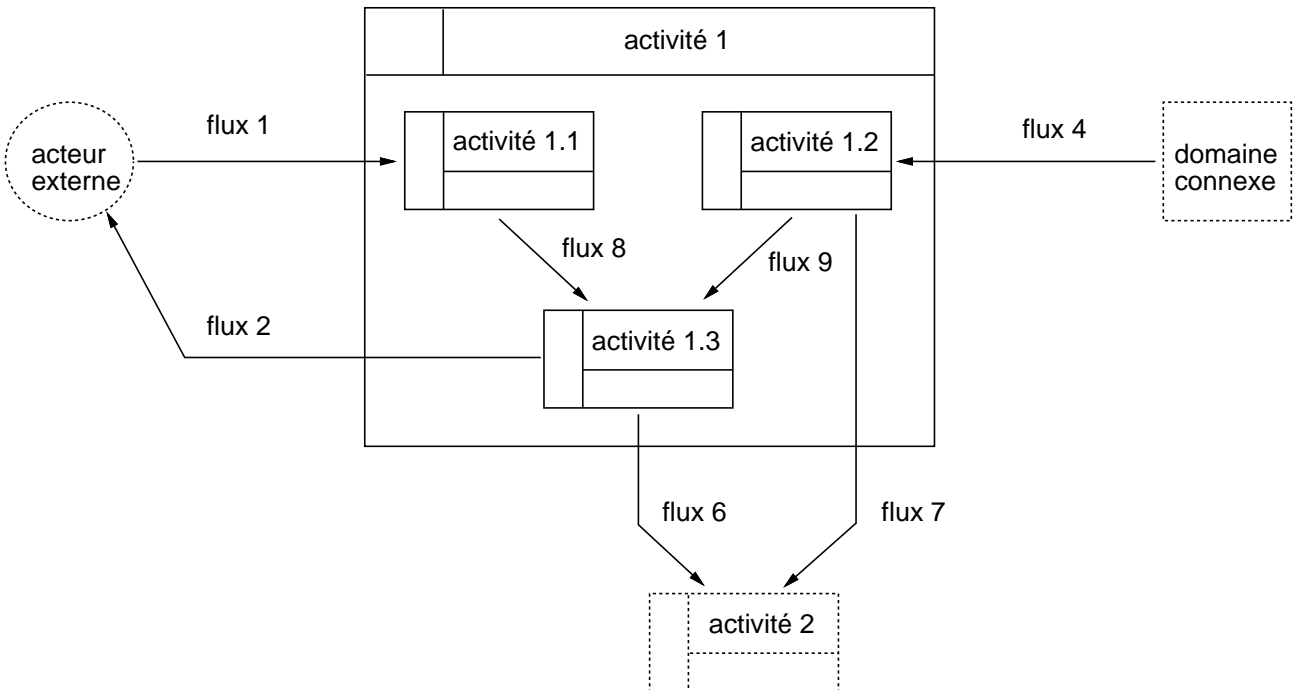 activité 1
flux 1
activité 1.1
activité 1.2
flux 4
acteur
externe
domaine
connexe
flux 8
flux 9
flux 2
activité 1.3
flux 6
flux 7
activité 2